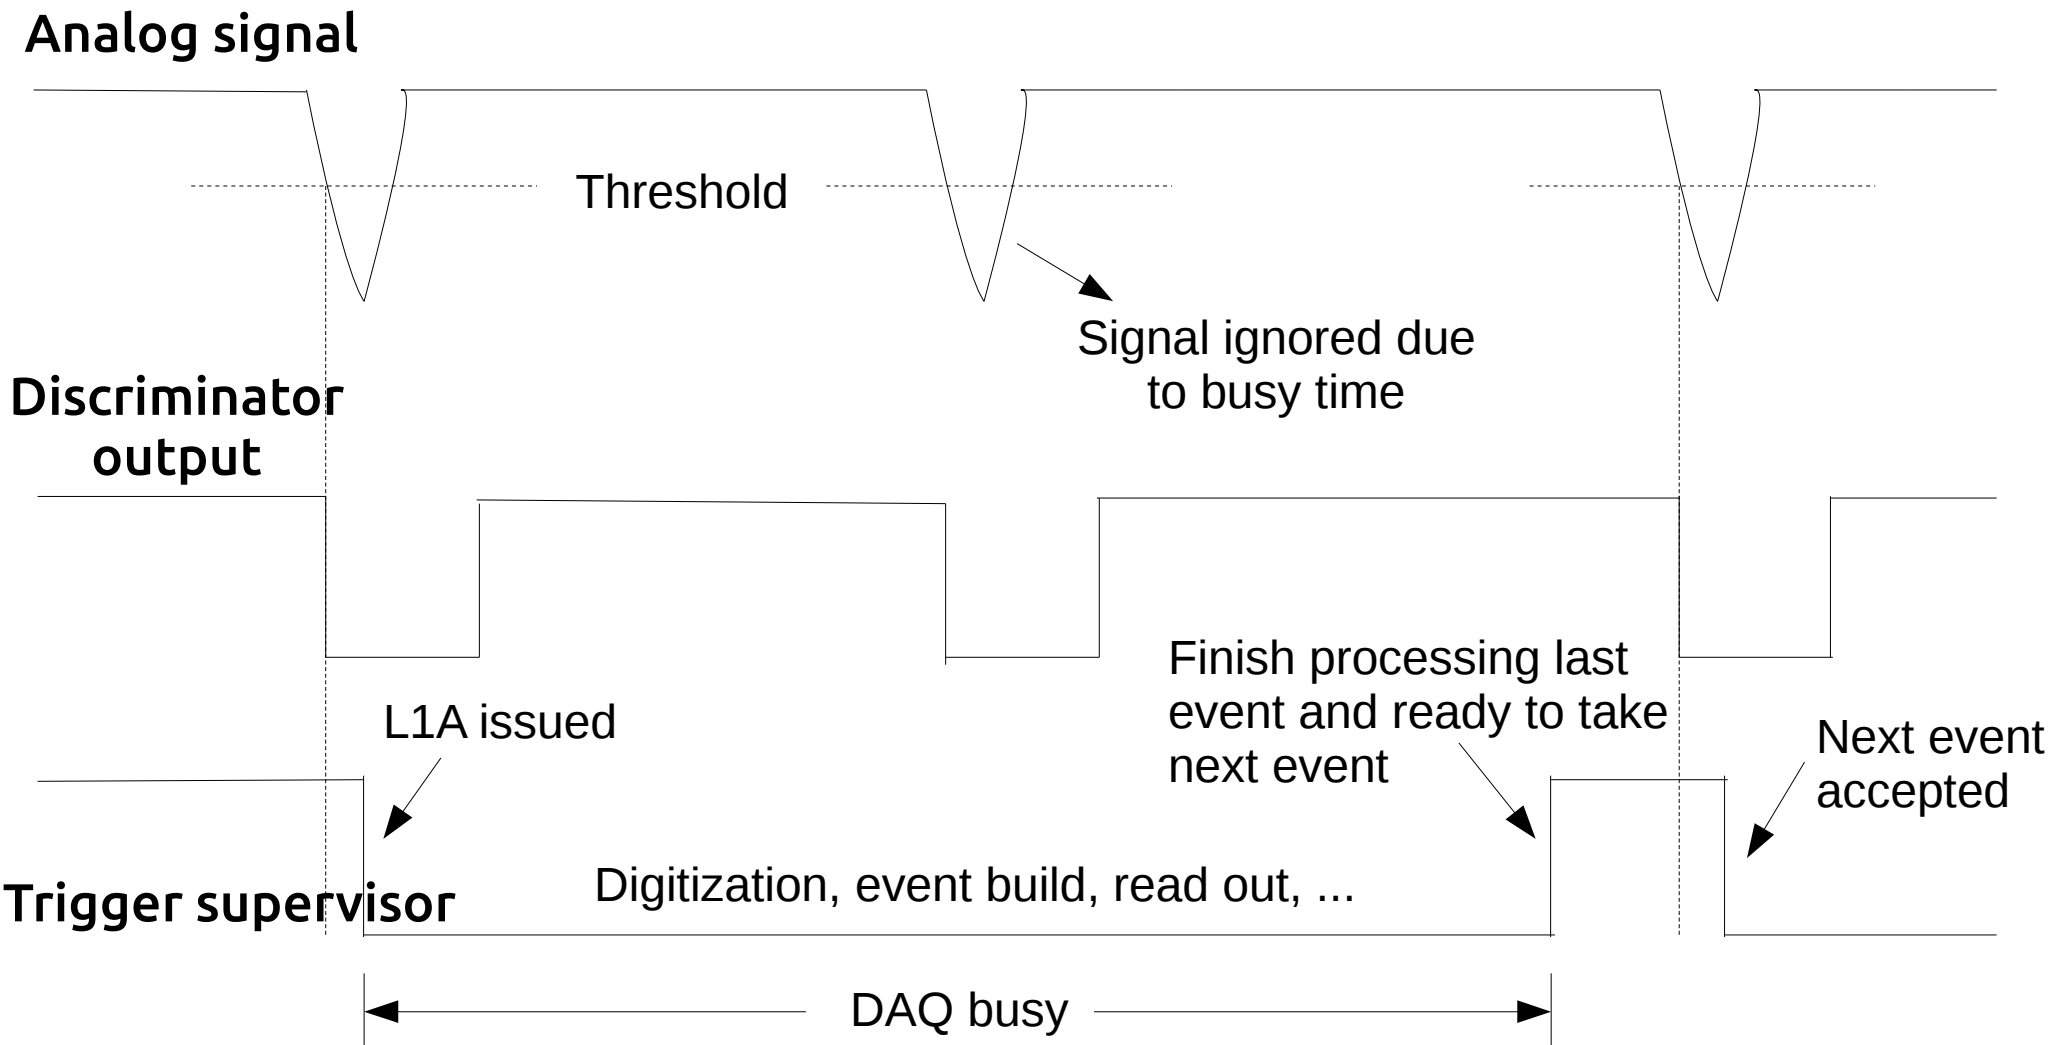 Analog signal
Threshold
Signal ignored due
to busy time
Discriminator
output
Finish processing last
event and ready to take
next event
L1A issued
Next event
accepted
Digitization, event build, read out, ...
Trigger supervisor
DAQ busy